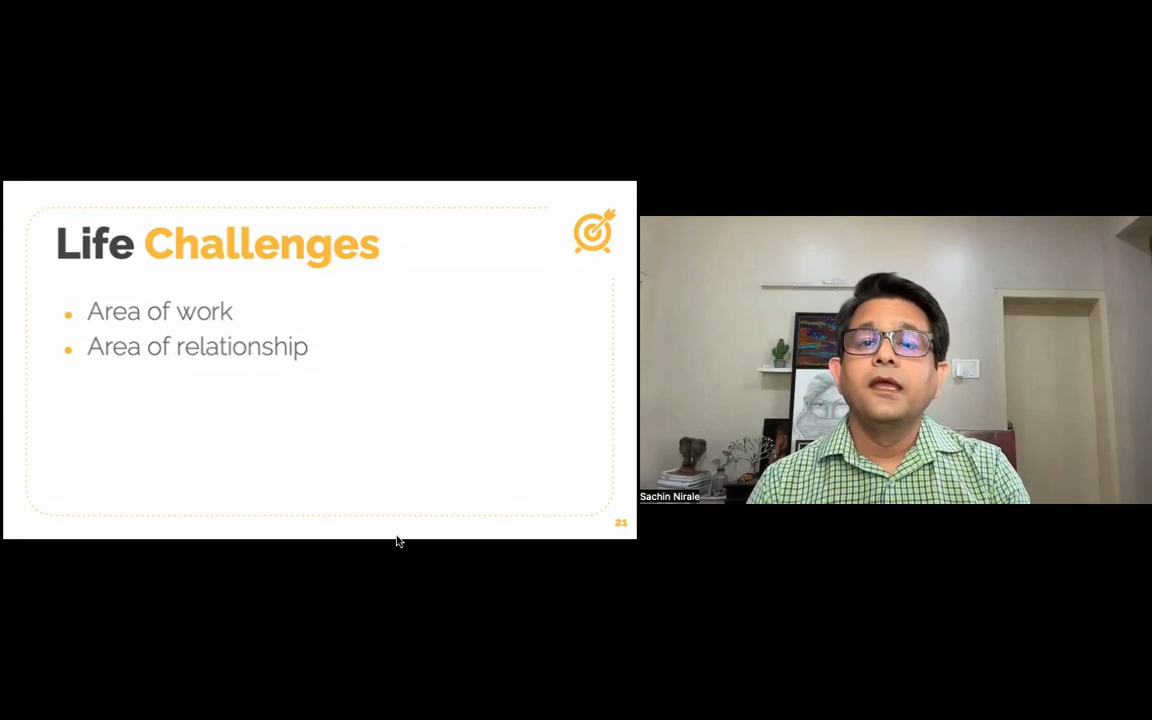 Life Challenges
Area of work
Area of relationship
21
Sachin Nirale